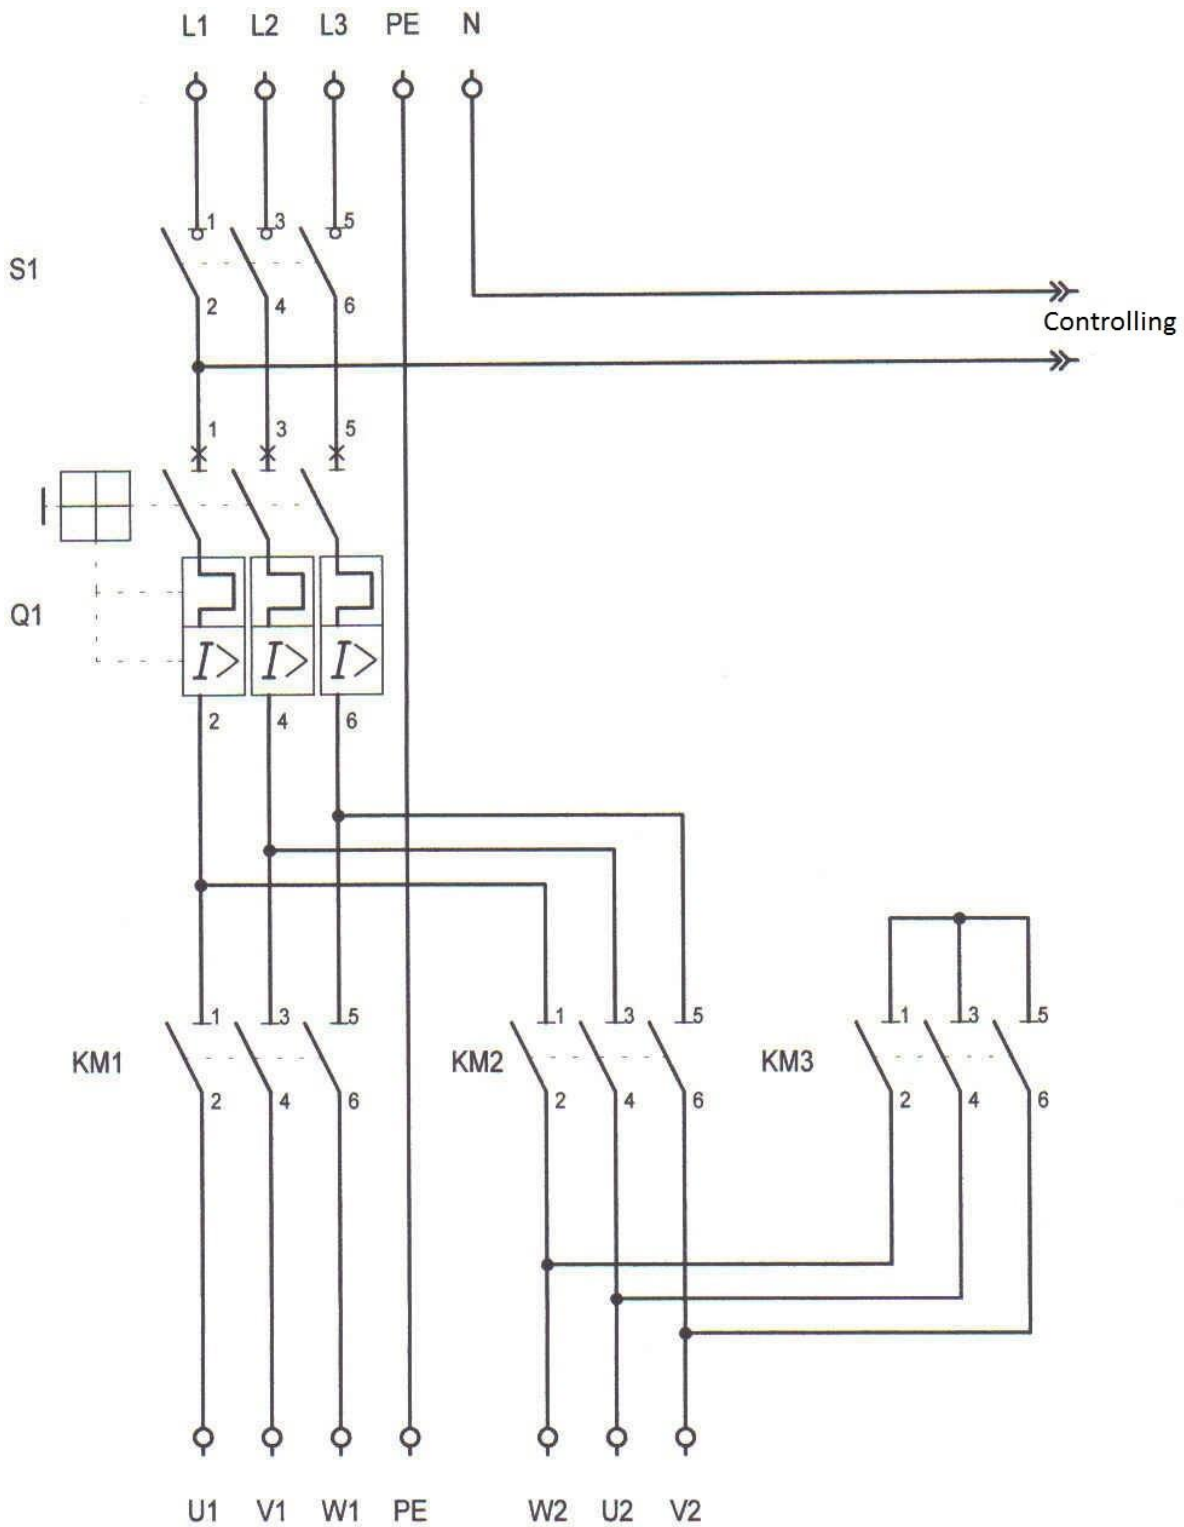 L1 L2 L3 PE N
1 3 5
S1
2 4 6
Controlling
1 3 5
Q1
I> I> I>
2 4 6
1 3 5 1 3 5 1 3 5
KM1 KM2 KM3
2 4 6 2 4 6 2 4 6
U1 V1 W1 PE W2 U2 V2